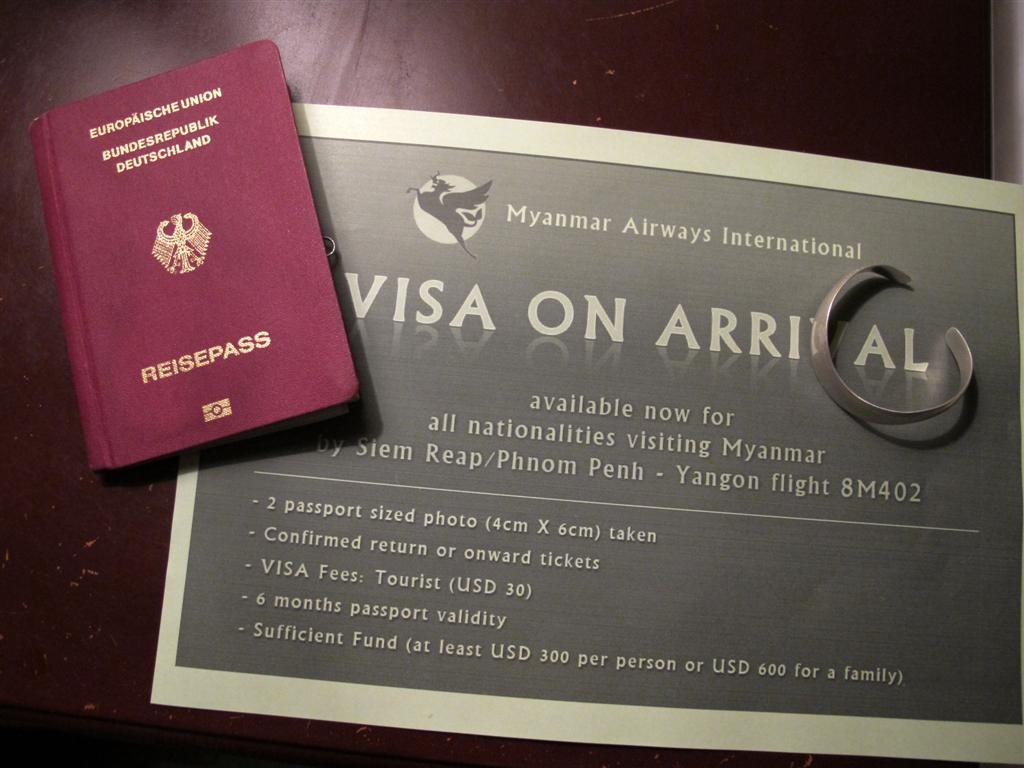 EUROPÄISCHE UNION
BUNDESREPUBLIK
DEUTSCHLAND
REISEPASS
Myanmar Airways International
VISA ON ARRIVAL
available now for
all nationalities visiting Myanmar
by Siem Reap/Phnom Penh - Yangon flight 8M402
- 2 passport sized photo (4cm X 6cm) taken
- Confirmed return or onward tickets
- VISA Fees: Tourist (USD 30)
- 6 months passport validity
- Sufficient Fund (at least USD 300 per person or USD 600 for a family)